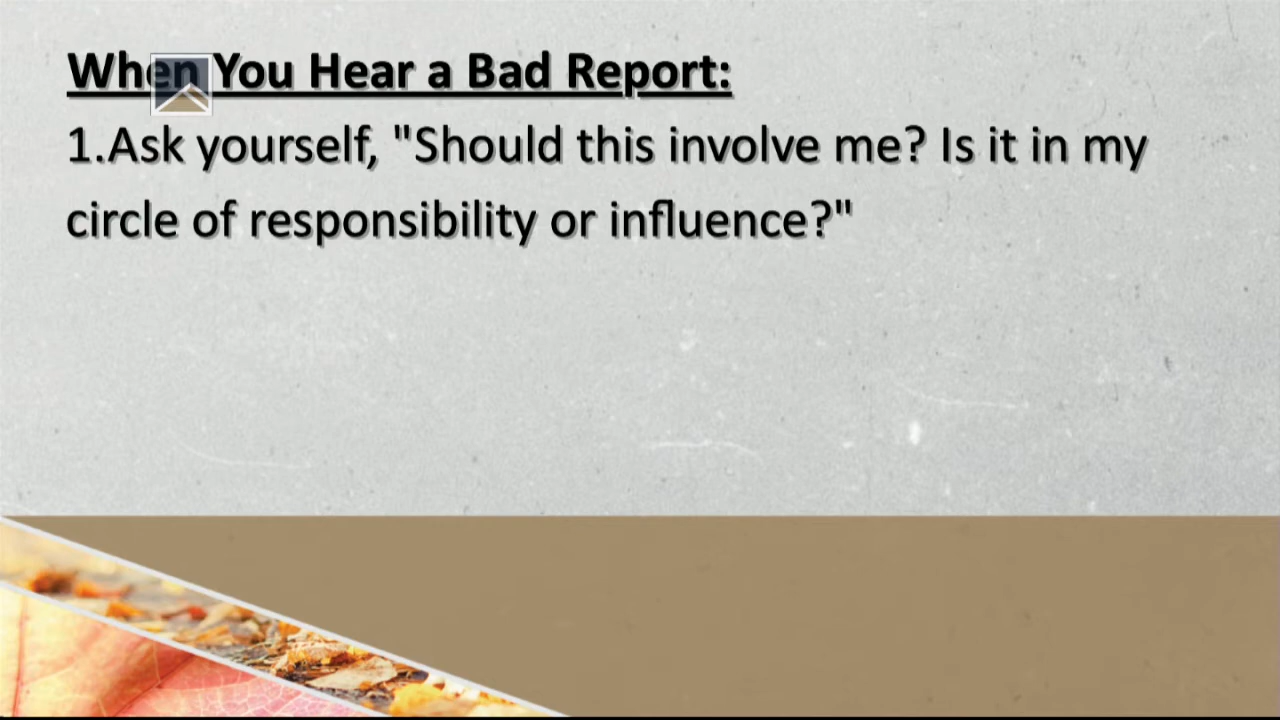 When You Hear a Bad Report:
1.Ask yourself, "Should this involve me? Is it in my
circle of responsibility or influence?"